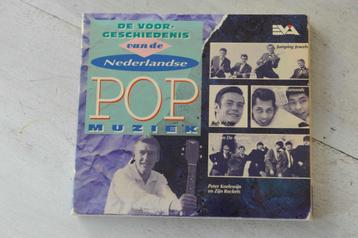 DE VOOR-
GESCHIEDENIS
van de
Nederlandse
POP
MUZIEK
EVA
Jumping Jewels
Peter Koelewijn
en Zijn Rockets